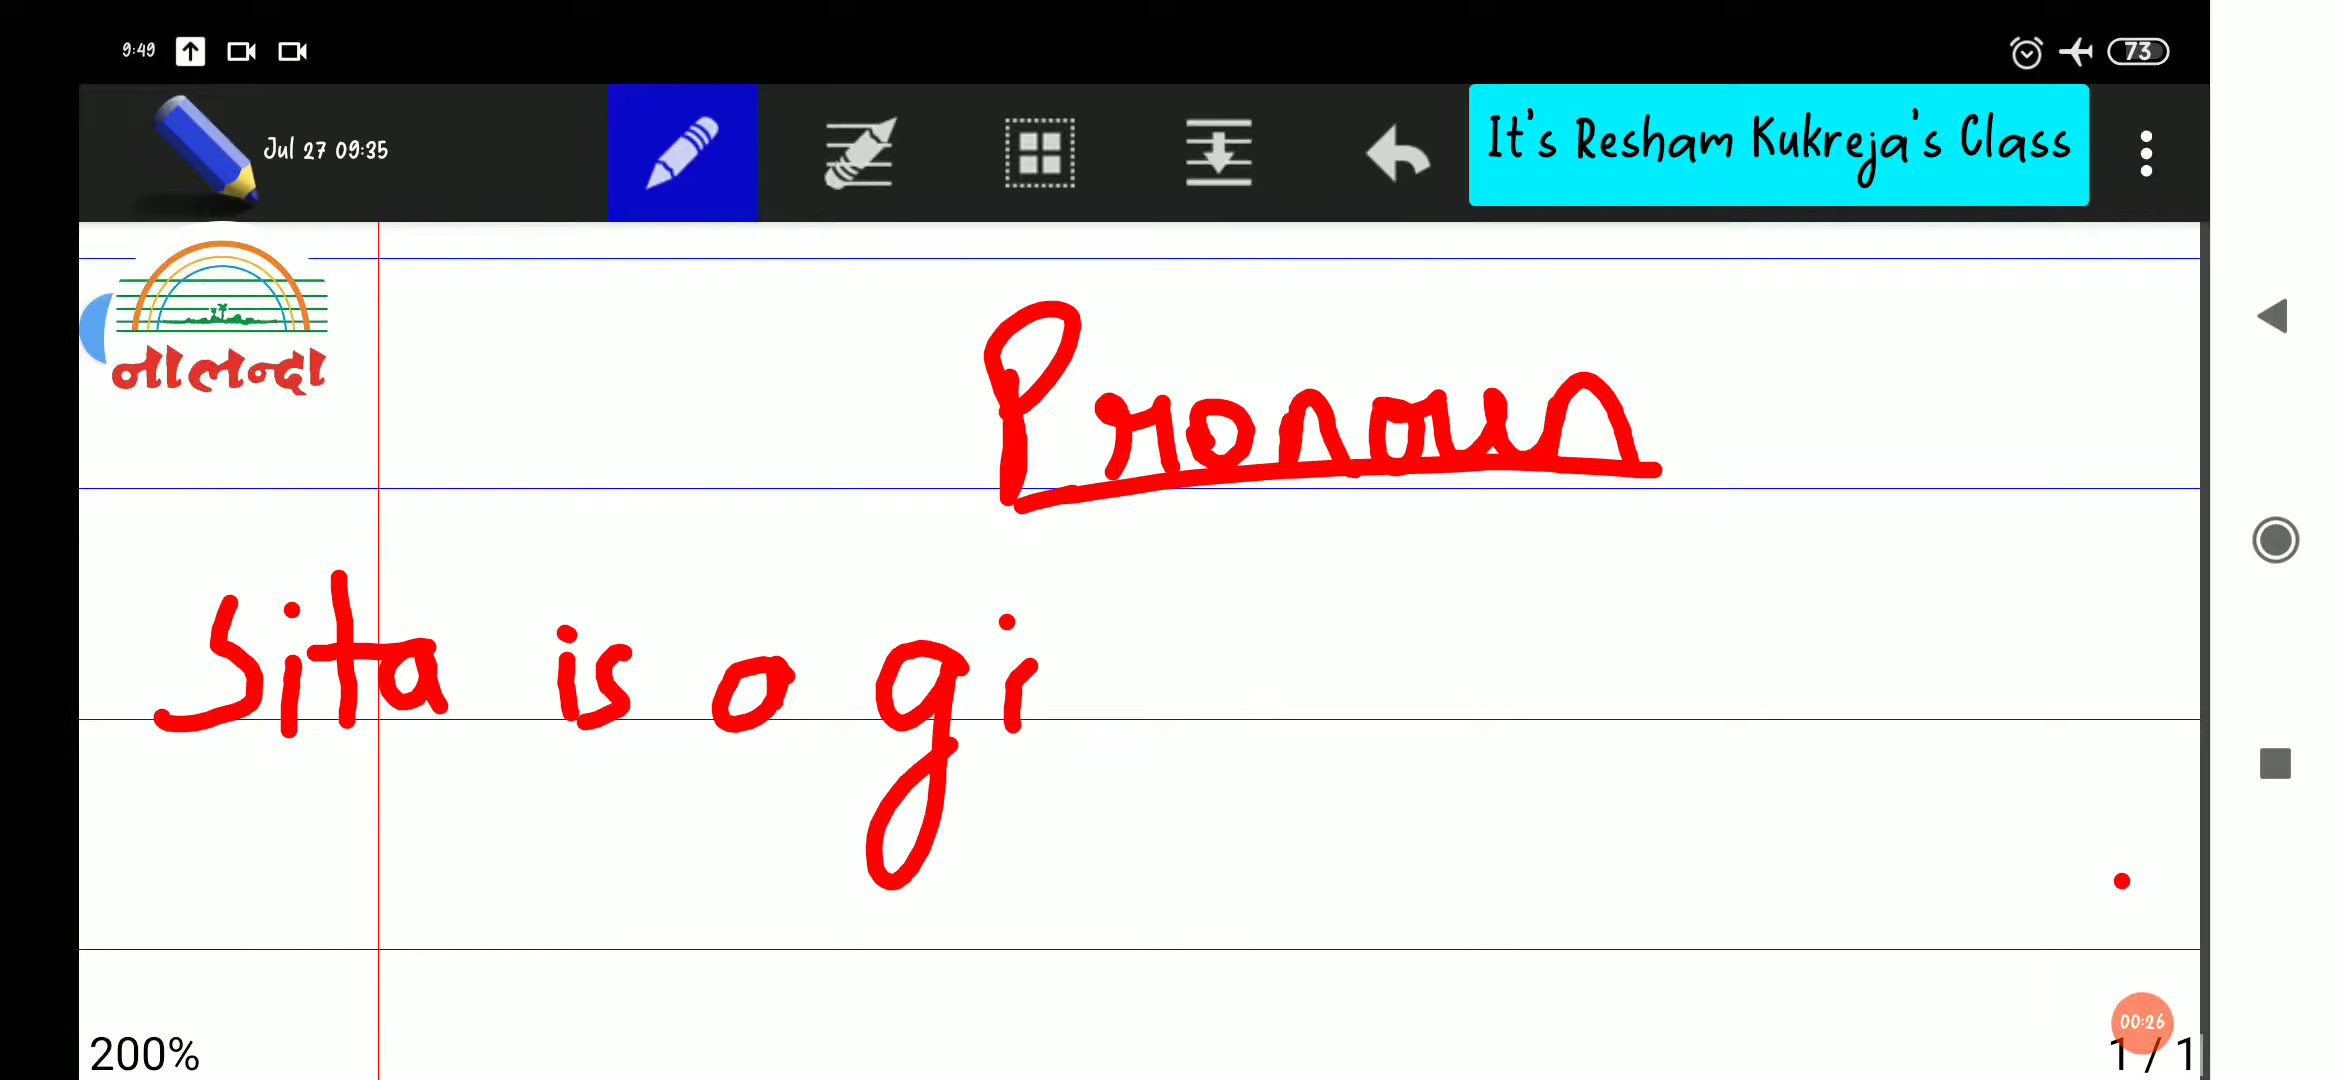 9:49
73
Jul 27 09:35
It's Resham Kukreja's Class
नालन्दा
Pronoun
Sita is a gi
200%
00:26
1 / 1